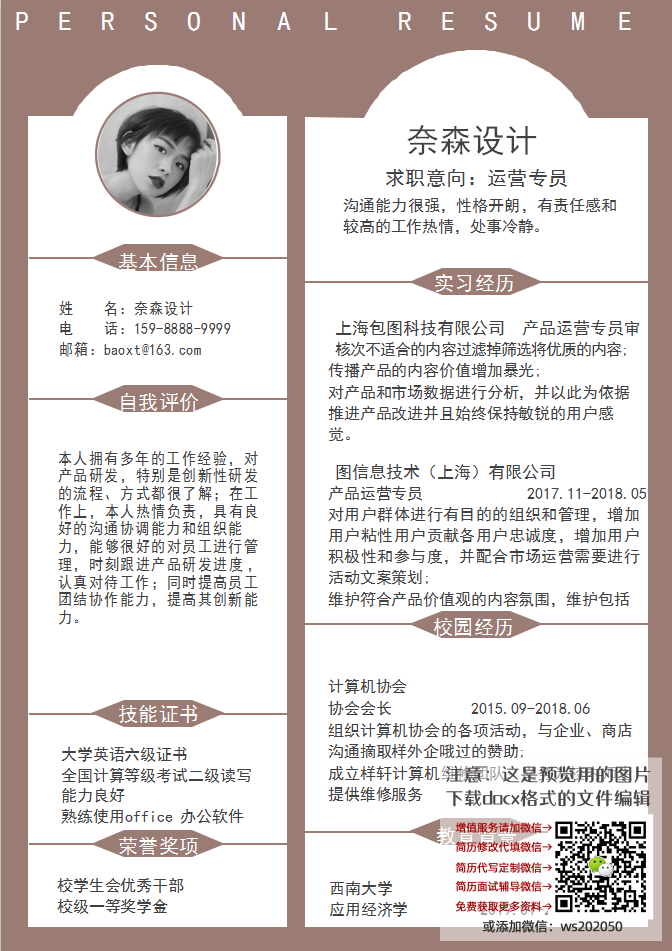 PERSONAL RESUME
基本信息
姓　　名：奈森设计
电　　话：159-8888-9999
邮箱：baoxt@163.com
自我评价
本人拥有多年的工作经验，对
产品研发，特别是创新性研发
的流程、方式都很了解；在工
作上，本人热情负责，具有良
好的沟通协调能力和组织能
力，能够很好的对员工进行管
理，时刻跟进产品研发进度，
认真对待工作；同时提高员工
团结协作能力，提高其创新能
力。
技能证书
大学英语六级证书
全国计算等级考试二级读写
能力良好
熟练使用office 办公软件
荣誉奖项
校学生会优秀干部
校级一等奖学金
奈森设计
求职意向：运营专员
沟通能力很强，性格开朗，有责任感和
较高的工作热情，处事冷静。
实习经历
上海包图科技有限公司　产品运营专员审
核次不适合的内容过滤掉筛选将优质的内容;
传播产品的内容价值增加暴光;
对产品和市场数据进行分析，并以此为依据
推进产品改进并且始终保持敏锐的用户感
觉。
图信息技术（上海）有限公司
产品运营专员 2017.11-2018.05
对用户群体进行有目的的组织和管理，增加
用户粘性用户贡献各用户忠诚度，增加用户
积极性和参与度，并配合市场运营需要进行
活动文案策划;
维护符合产品价值观的内容氛围，维护包括
校园经历
计算机协会
协会会长 2015.09-2018.06
组织计算机协会的各项活动，与企业、商店
沟通摘取样外企哦过的赞助;
成立样轩计算机
提供维修服务
教育背景
西南大学
应用经济学
注意：这是预览用的图片
下载docx格式的文件编辑
增值服务请加微信→
简历修改代填微信→
简历代写定制微信→
简历面试辅导微信→
免费获取更多资料→
或添加微信：ws202050